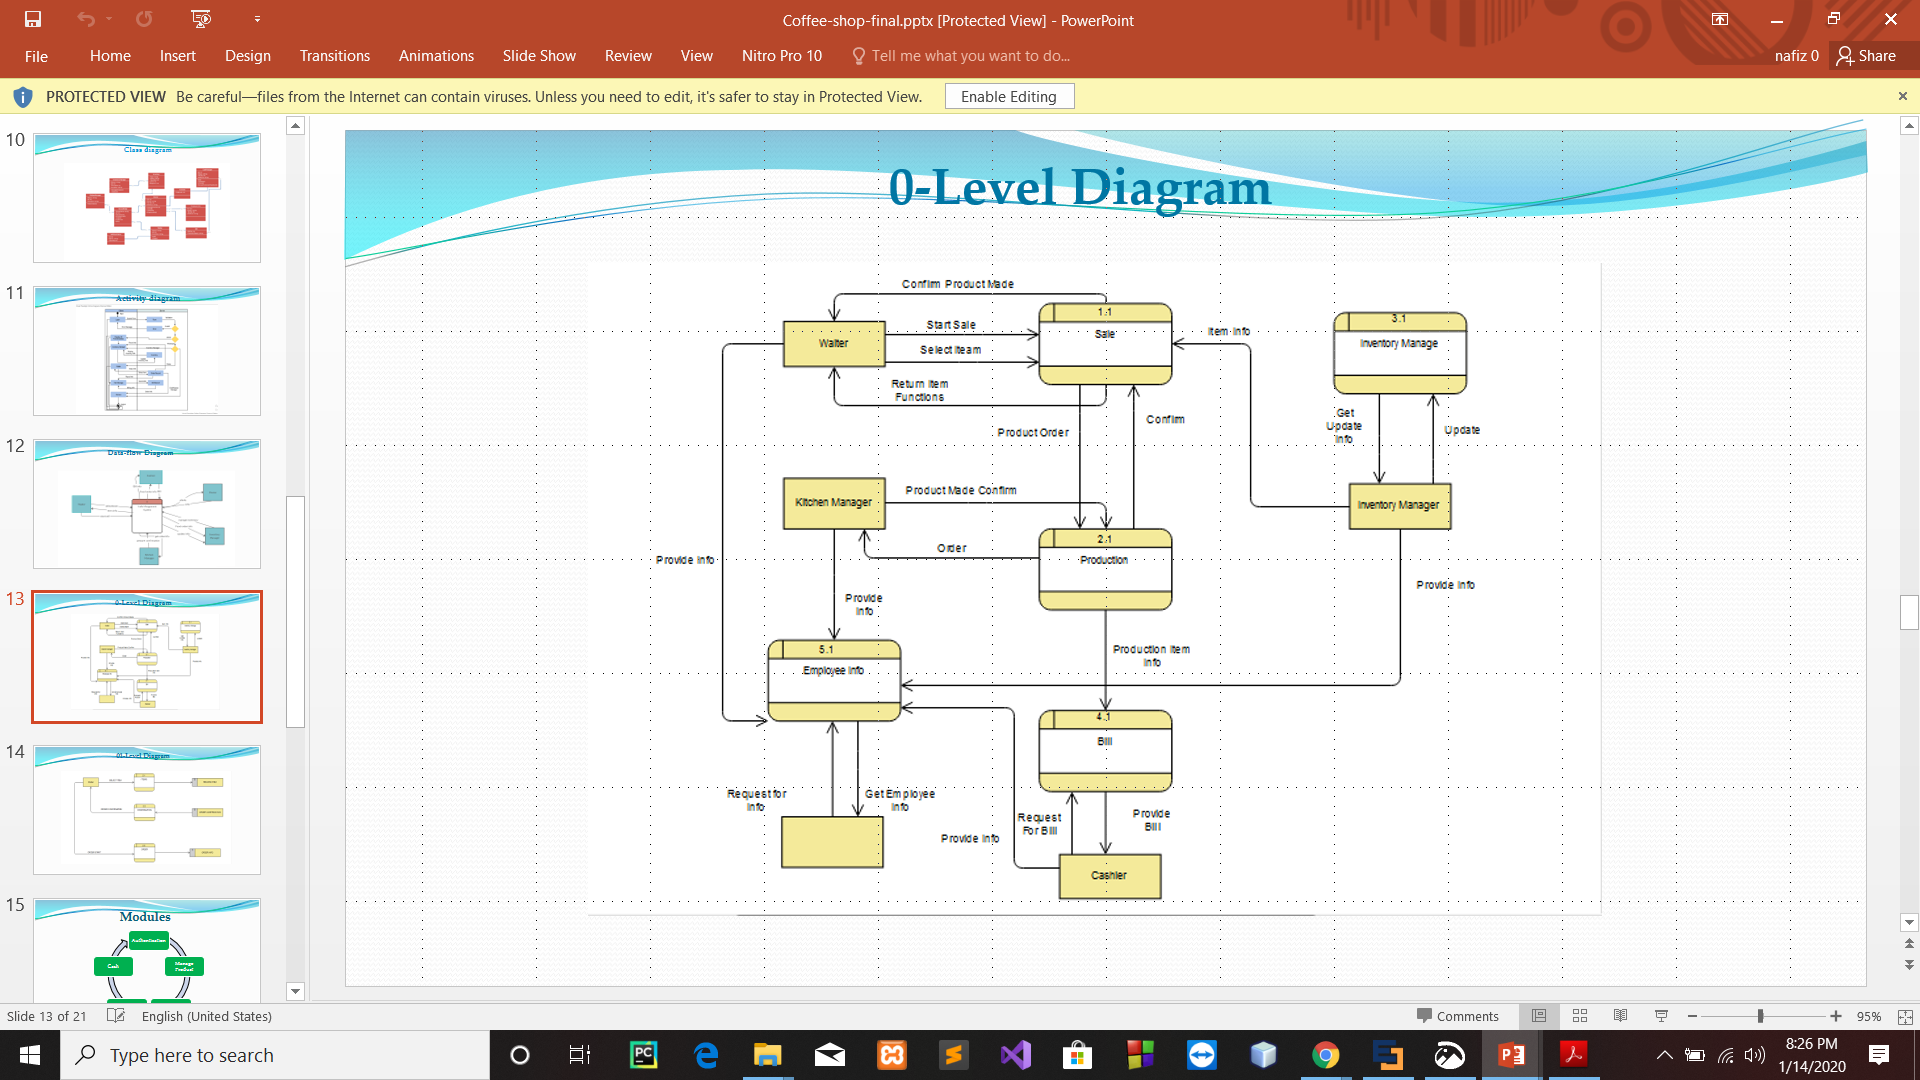 Coffee-shop-final.pptx [Protected View] - PowerPoint
File Home Insert Design Transitions Animations Slide Show Review View Nitro Pro 10 Tell me what you want to do... nafiz 0 Share
PROTECTED VIEW Be careful—files from the Internet can contain viruses. Unless you need to edit, it's safer to stay in Protected View. Enable Editing
10
Class diagram
11
Activity diagram
12
Data-flow Diagram
13
0-Level Diagram
14
01-Level Diagram
15
Modules
Authentication
Cash
Manage
Product
0-Level Diagram
Confirm Product Made
Waiter
Start Sale
Select Iteam
Return Item
Functions
1.1
Sale
Item Info
3.1
Inventory Manage
Product Order
Confirm
Get
Update
Info
Update
Kitchen Manager
Product Made Confirm
Order
2.1
Production
Inventory Manager
Provide Info
Provide
Info
Provide Info
5.1
Employee Info
Production Item
Info
4.1
Bill
Request for
Info
Get Employee
Info
Provide Info
Request
For Bill
Provide
Bill
Cashier
Slide 13 of 21 English (United States) Comments 95%
Type here to search
8:26 PM
1/14/2020